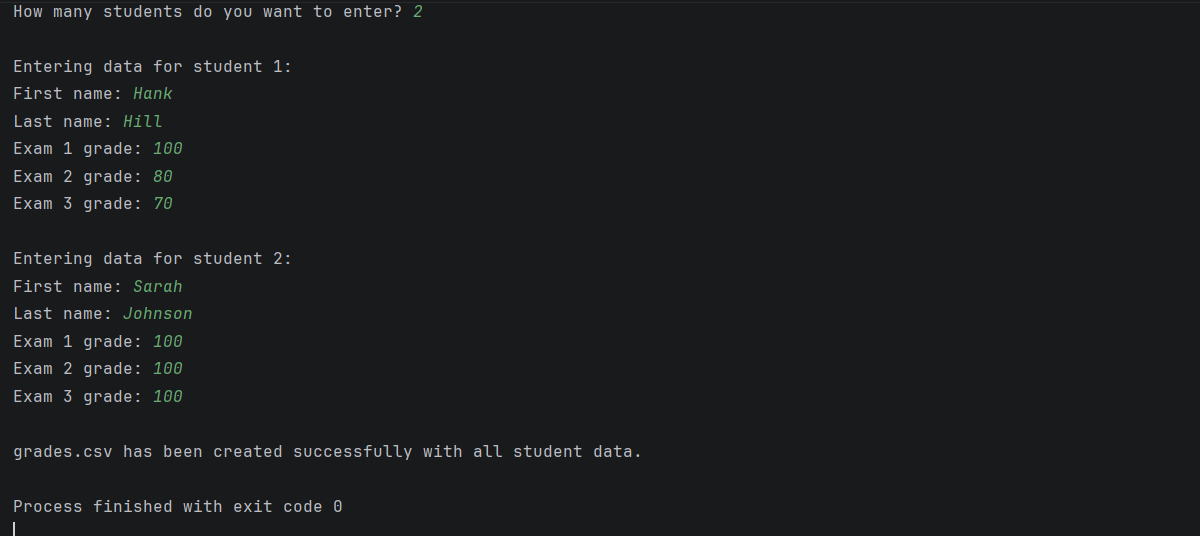 How many students do you want to enter? 2
Entering data for student 1:
First name: Hank
Last name: Hill
Exam 1 grade: 100
Exam 2 grade: 80
Exam 3 grade: 70
Entering data for student 2:
First name: Sarah
Last name: Johnson
Exam 1 grade: 100
Exam 2 grade: 100
Exam 3 grade: 100
grades.csv has been created successfully with all student data.
Process finished with exit code 0